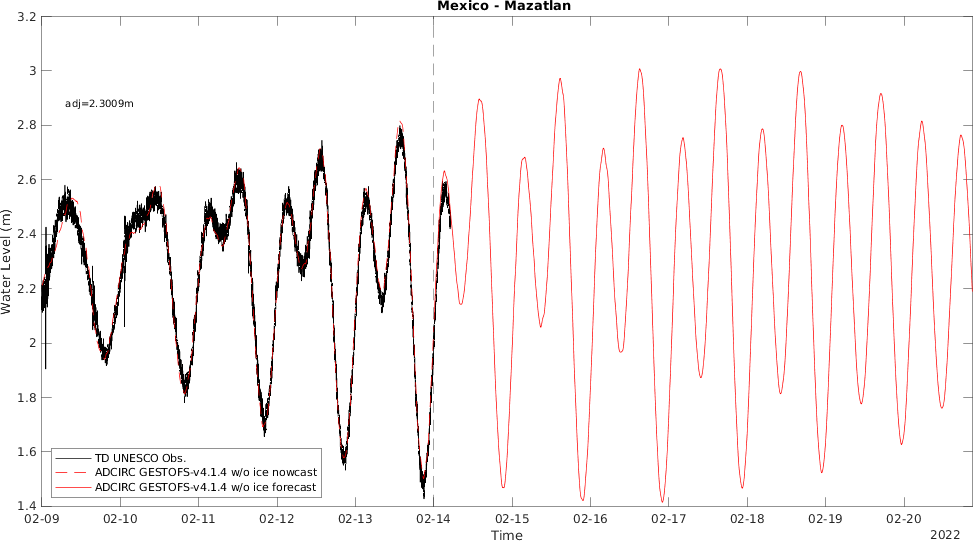 Mexico - Mazatlan
3.2
3
adj=2.3009m
2.8
2.6
2.4
2.2
2
1.8
1.6
1.4
Water Level (m)
TD UNESCO Obs.
ADCIRC GESTOFS-v4.1.4 w/o ice nowcast
ADCIRC GESTOFS-v4.1.4 w/o ice forecast
02-09 02-10 02-11 02-12 02-13 02-14 02-15 02-16 02-17 02-18 02-19 02-20
Time
2022